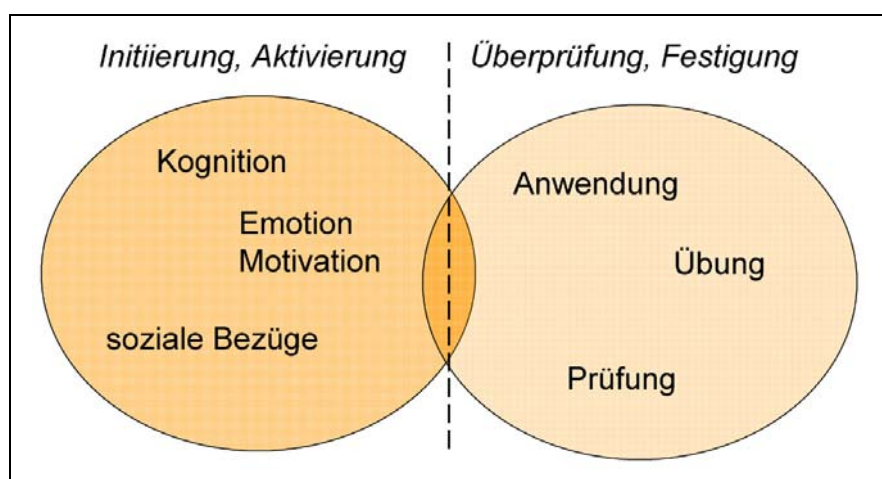 Initiierung, Aktivierung
Überprüfung, Festigung
Kognition
Emotion
Motivation
soziale Bezüge
Anwendung
Übung
Prüfung